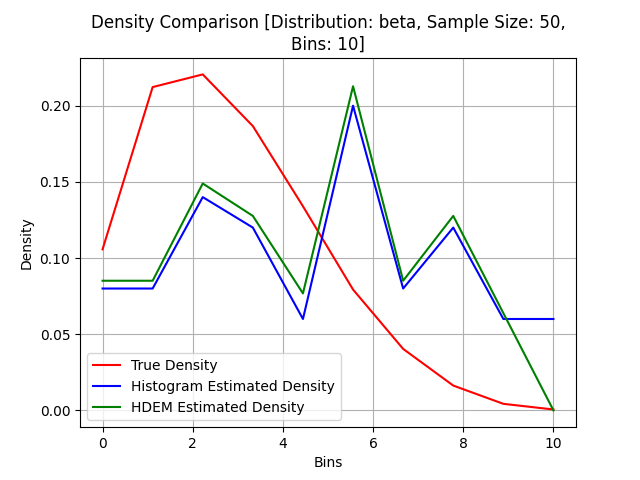 Density Comparison [Distribution: beta, Sample Size: 50,
Bins: 10]
Density
0.20
0.15
0.10
0.05
0.00
True Density
Histogram Estimated Density
HDEM Estimated Density
0 2 4 6 8 10
Bins